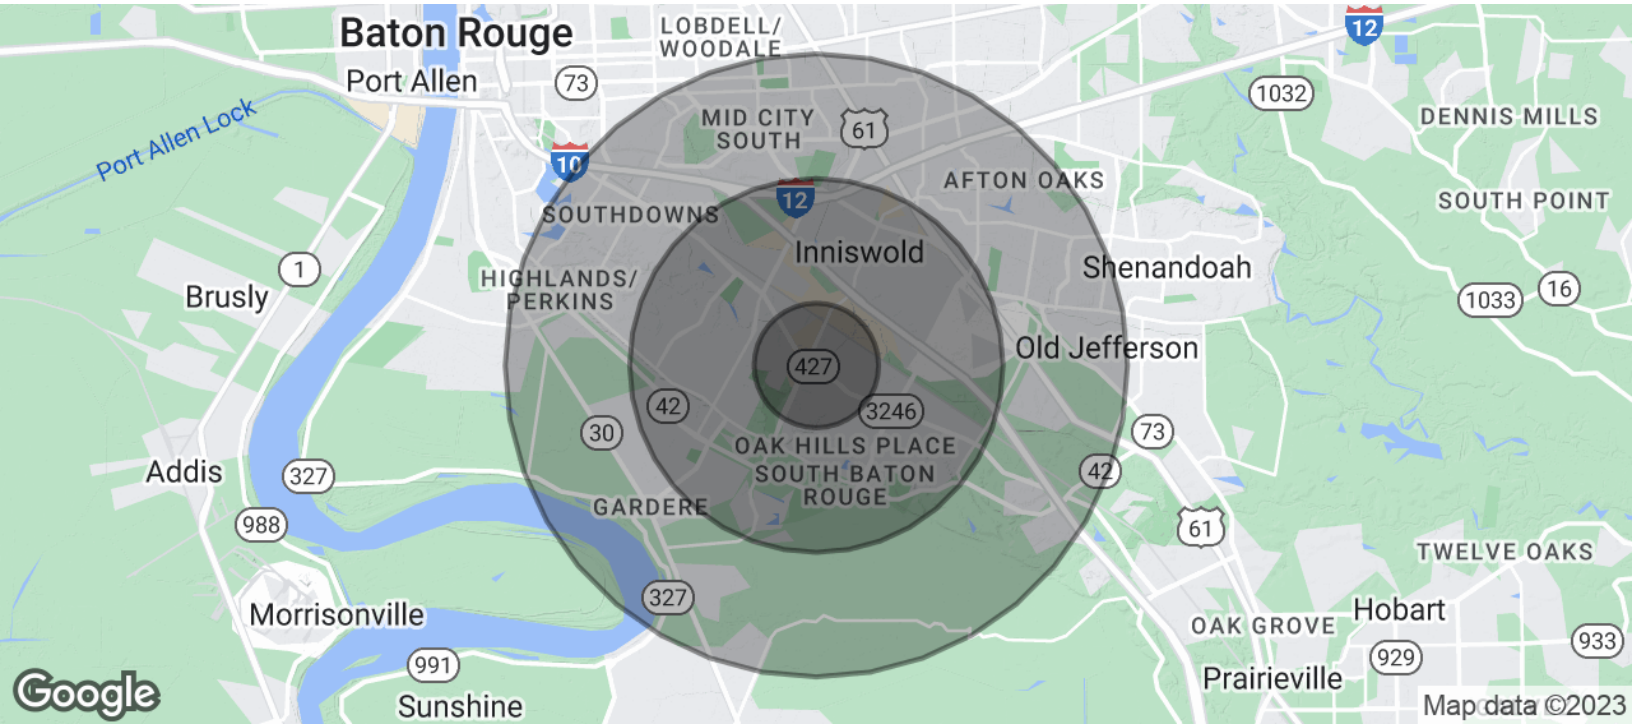 Baton Rouge
LOBDELL/
WOODALE
12
Port Allen
73
1032
Port Allen Lock
MID CITY
SOUTH
61
DENNIS MILLS
10
AFTON OAKS
12
SOUTH POINT
SOUTHDOWNS
Inniswold
1
Shenandoah
HIGHLANDS/
PERKINS
Brusly
16
1033
Old Jefferson
427
42
3246
30
73
OAK HILLS PLACE
Addis
327
SOUTH BATON
ROUGE
42
GARDERE
988
61
TWELVE OAKS
327
Morrisonville
Hobart
OAK GROVE
933
991
929
Prairieville
Google
Sunshine
Map data ©2023